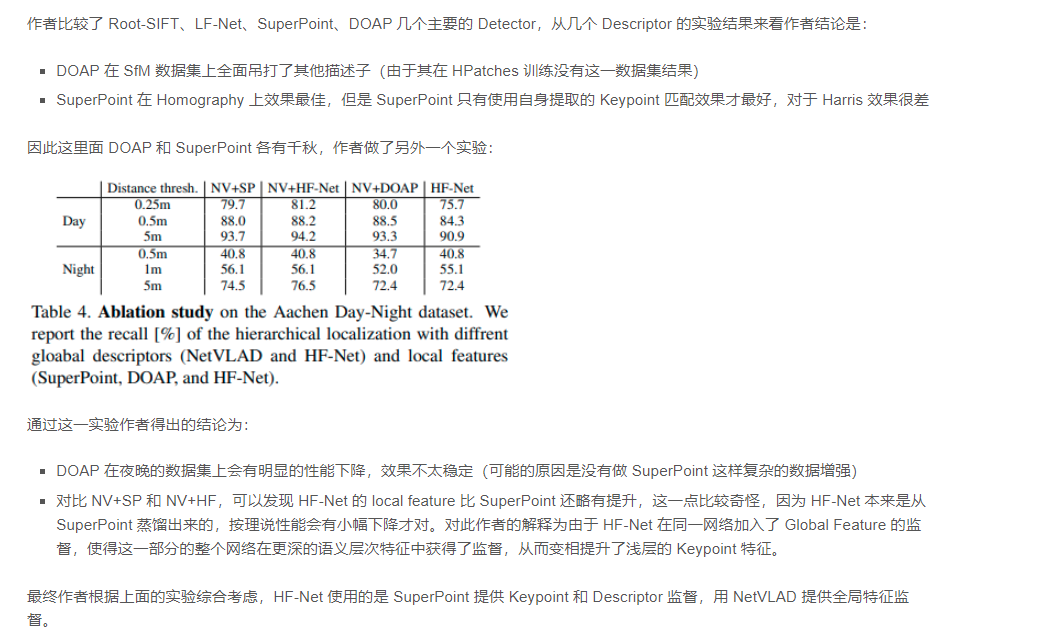 作者比较了 Root-SIFT、LF-Net、SuperPoint、DOAP 几个主要的 Detector，从几个 Descriptor 的实验结果来看作者结论是：
▪ DOAP 在 SfM 数据集上全面吊打了其他描述子（由于其在 HPatches 训练没有这一数据集结果）
▪ SuperPoint 在 Homography 上效果最佳，但是 SuperPoint 只有使用自身提取的 Keypoint 匹配效果才最好，对于 Harris 效果很差
因此这里面 DOAP 和 SuperPoint 各有千秋，作者做了另外一个实验：
Distance thresh. NV+SP NV+HF-Net NV+DOAP HF-Net
0.25m 79.7 81.2 80.0 75.7
Day 0.5m 88.0 88.2 88.5 84.3
5m 93.7 94.2 93.3 90.9
0.5m 40.8 40.8 34.7 40.8
Night 1m 56.1 56.1 52.0 55.1
5m 74.5 76.5 72.4 72.4
Table 4. Ablation study on the Aachen Day-Night dataset. We
report the recall [%] of the hierarchical localization with diffrent
gloabal descriptors (NetVLAD and HF-Net) and local features
(SuperPoint, DOAP, and HF-Net).
通过这一实验作者得出的结论为：
▪ DOAP 在夜晚的数据集上会有明显的性能下降，效果不太稳定（可能的原因是没有做 SuperPoint 这样复杂的数据增强）
▪ 对比 NV+SP 和 NV+HF，可以发现 HF-Net 的 local feature 比 SuperPoint 还略有提升，这一点比较奇怪，因为 HF-Net 本来是从
SuperPoint 蒸馏出来的，按理说性能会有小幅下降才对。对此作者的解释为由于 HF-Net 在同一网络加入了 Global Feature 的监
督，使得这一部分的整个网络在更深的语义层次特征中获得了监督，从而变相提升了浅层的 Keypoint 特征。
最终作者根据上面的实验综合考虑，HF-Net 使用的是 SuperPoint 提供 Keypoint 和 Descriptor 监督，用 NetVLAD 提供全局特征监
督。